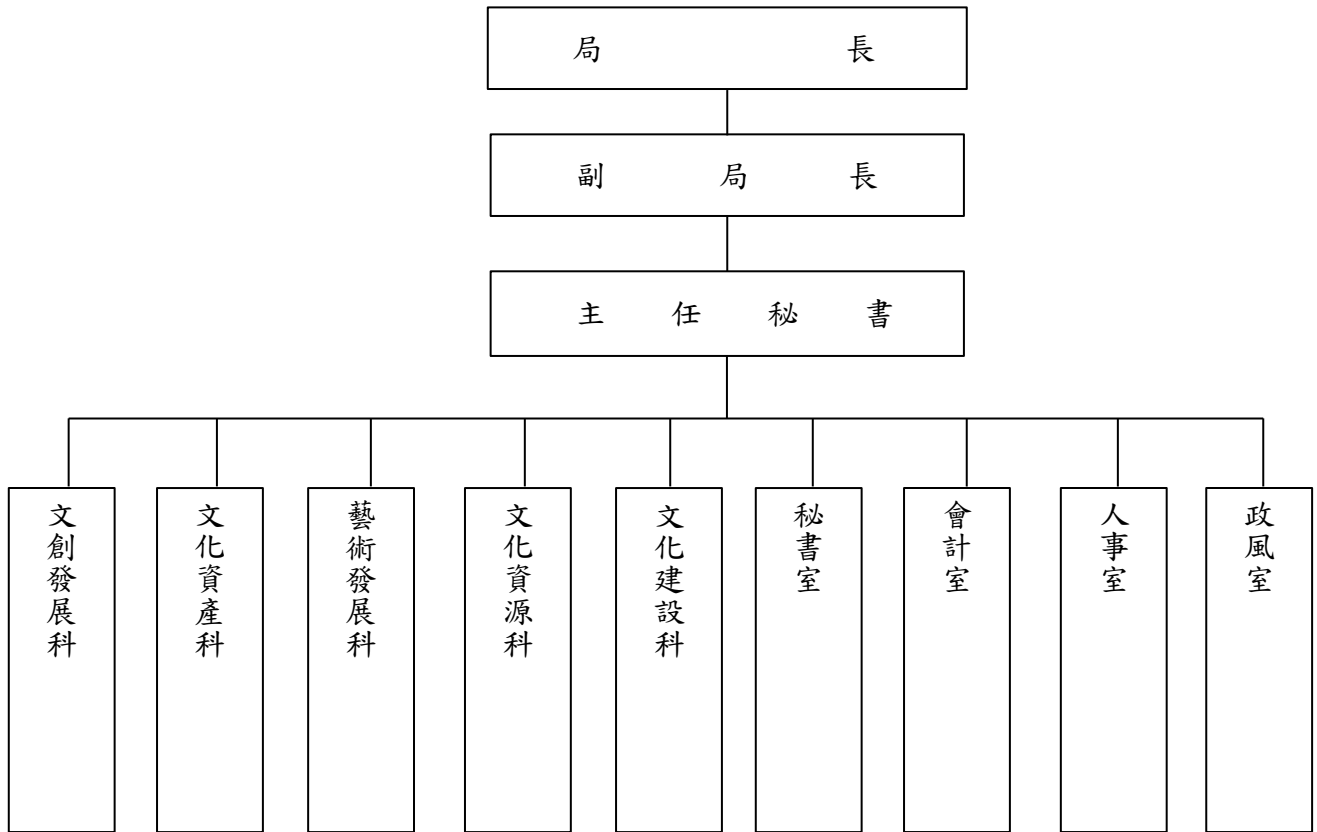 局長
副局長
主任秘書
文創發展科
文化資產科
藝術發展科
文化資源科
文化建設科
秘書室
會計室
人事室
政風室